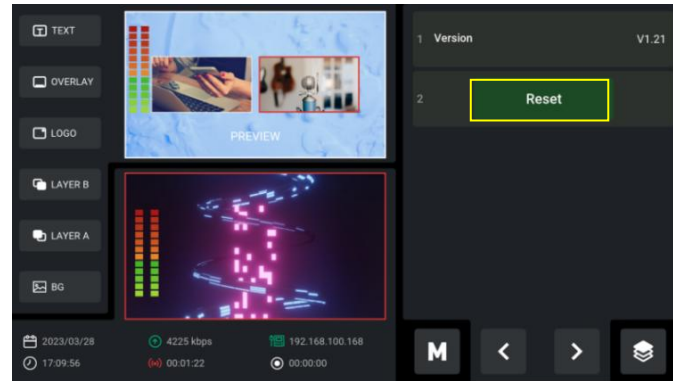 TEXT
OVERLAY
LOGO
LAYER B
LAYER A
BG
PREVIEW
1 Version V1.21
2 Reset
2023/03/28 4225 kbps 192.168.100.168
17:09:56 00:01:22 00:00:00
M